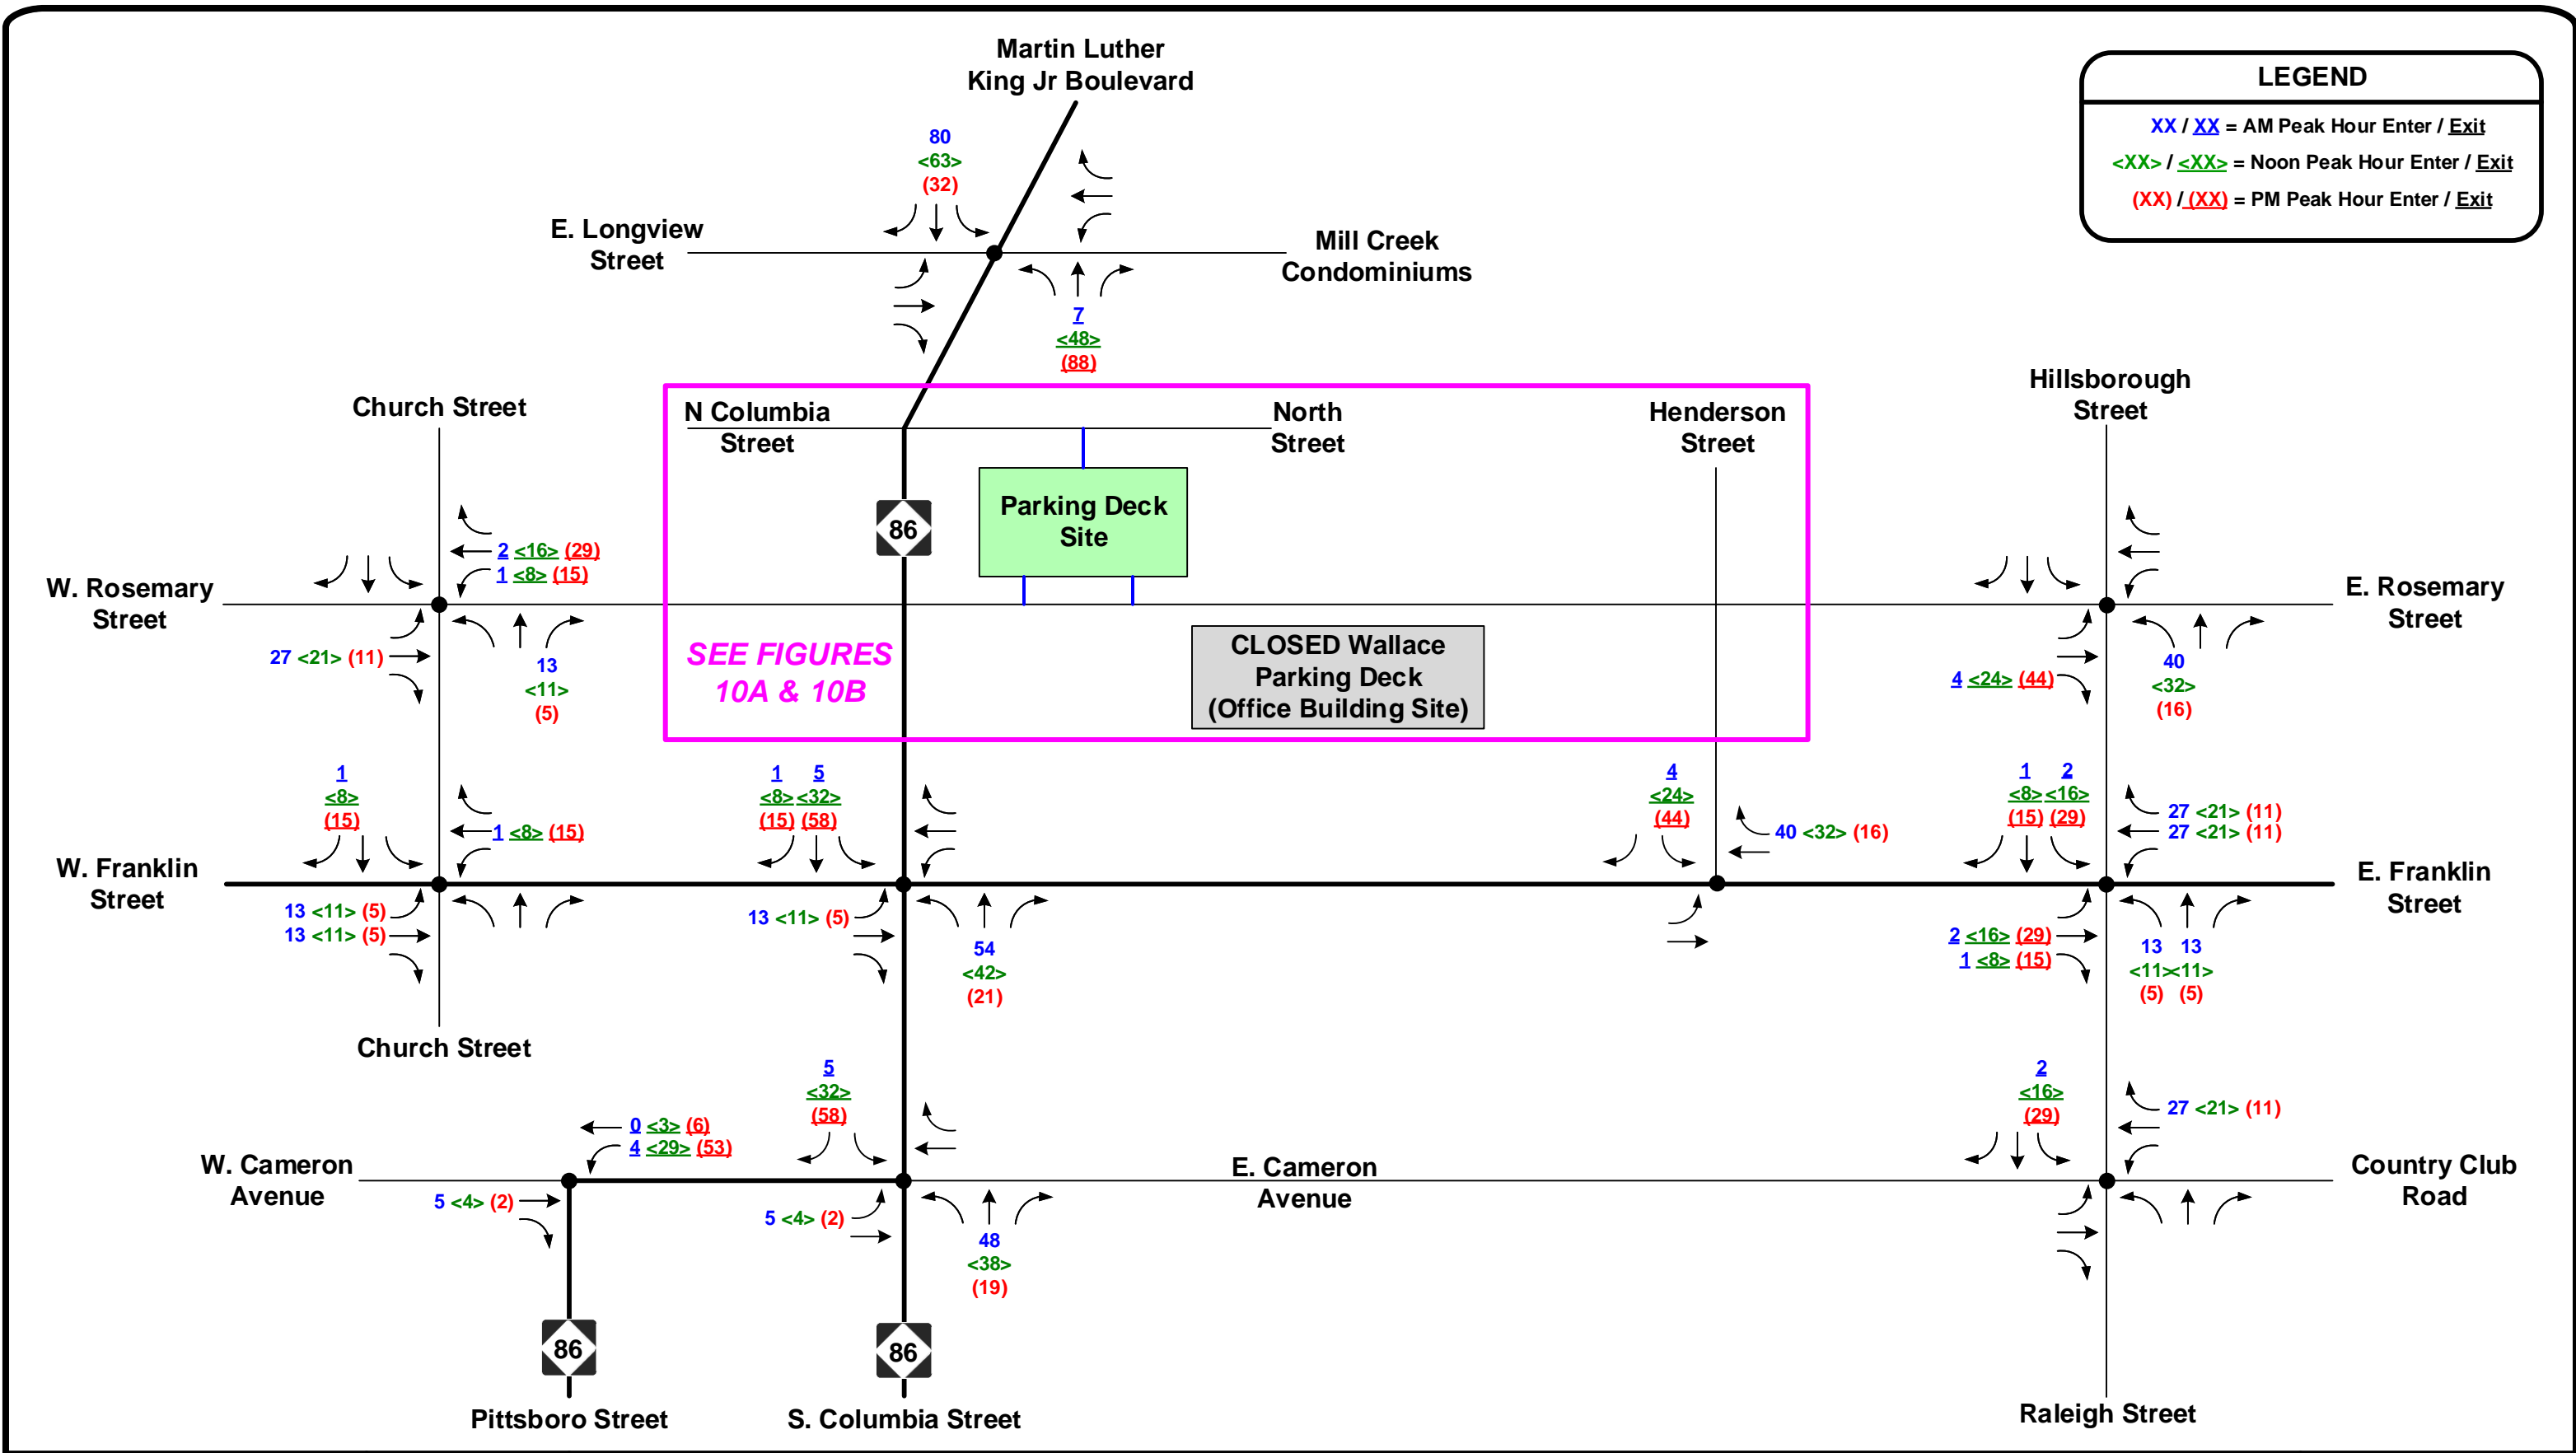 Martin Luther
King Jr Boulevard
LEGEND
XX / XX = AM Peak Hour Enter / Exit
<XX> / <XX> = Noon Peak Hour Enter / Exit
(XX) / (XX) = PM Peak Hour Enter / Exit
80
<63>
(32)
E. Longview
Street
Mill Creek
Condominiums
7
<48>
(88)
Church Street
N Columbia
Street
North
Street
Henderson
Street
Hillsborough
Street
86
Parking Deck
Site
2 <16> (29)
1 <8> (15)
W. Rosemary
Street
E. Rosemary
Street
27 <21> (11)
13
<11>
(5)
SEE FIGURES
10A & 10B
CLOSED Wallace
Parking Deck
(Office Building Site)
4 <24> (44)
40
<32>
(16)
1
<8>
(15)
1 <8> (15)
1 5
<8> <32>
(15) (58)
4
<24>
(44)
40 <32> (16)
1 2
<8> <16>
(15) (29)
27 <21> (11)
27 <21> (11)
W. Franklin
Street
E. Franklin
Street
13 <11> (5)
13 <11> (5)
13 <11> (5)
54
<42>
(21)
2 <16> (29)
1 <8> (15)
13 13
<11> <11>
(5) (5)
Church Street
0 <3> (6)
4 <29> (53)
5
<32>
(58)
2
<16>
(29)
27 <21> (11)
W. Cameron
Avenue
E. Cameron
Avenue
Country Club
Road
5 <4> (2)
5 <4> (2)
48
<38>
(19)
86
86
Pittsboro Street
S. Columbia Street
Raleigh Street